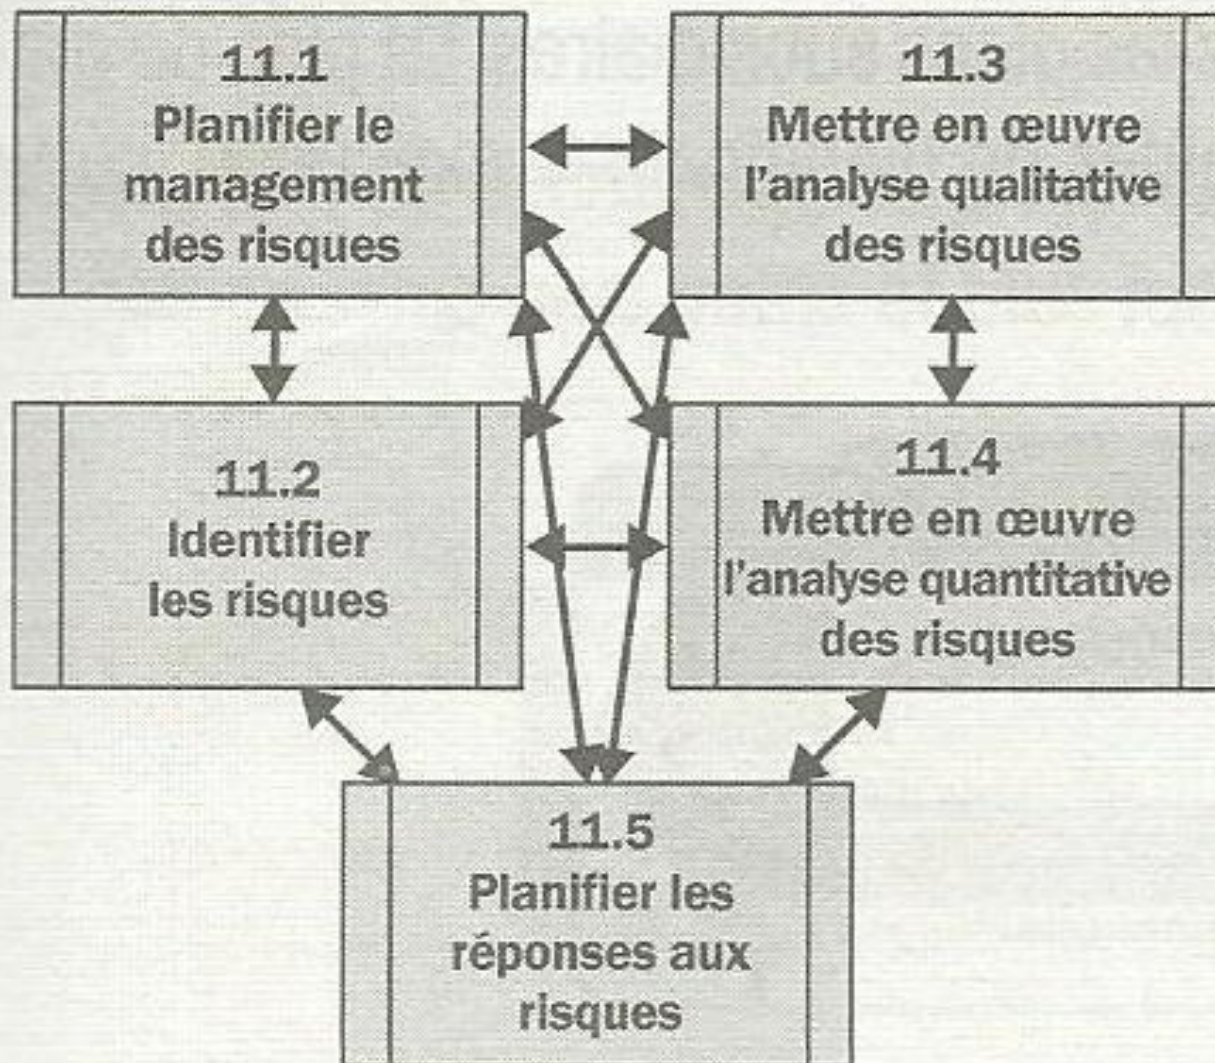 11.1
Planifier le
management
des risques
11.3
Mettre en œuvre
l'analyse qualitative
des risques
11.2
Identifier
les risques
11.4
Mettre en œuvre
l'analyse quantitative
des risques
11.5
Planifier les
réponses aux
risques